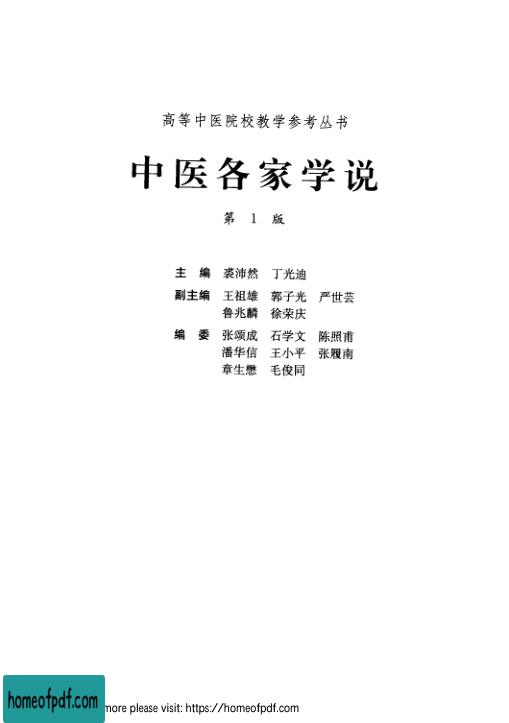 高等中医院校教学参考丛书
中医各家学说
第 1 版
主 编 裘沛然 丁光迪
副主编 王祖雄 郭子光 严世芸
鲁兆麟 徐荣庆
编 委 张颂成 石学文 陈照甫
潘华信 王小平 张履南
章生懋 毛俊同
homeofpdf.com more please visit: https://homeofpdf.com